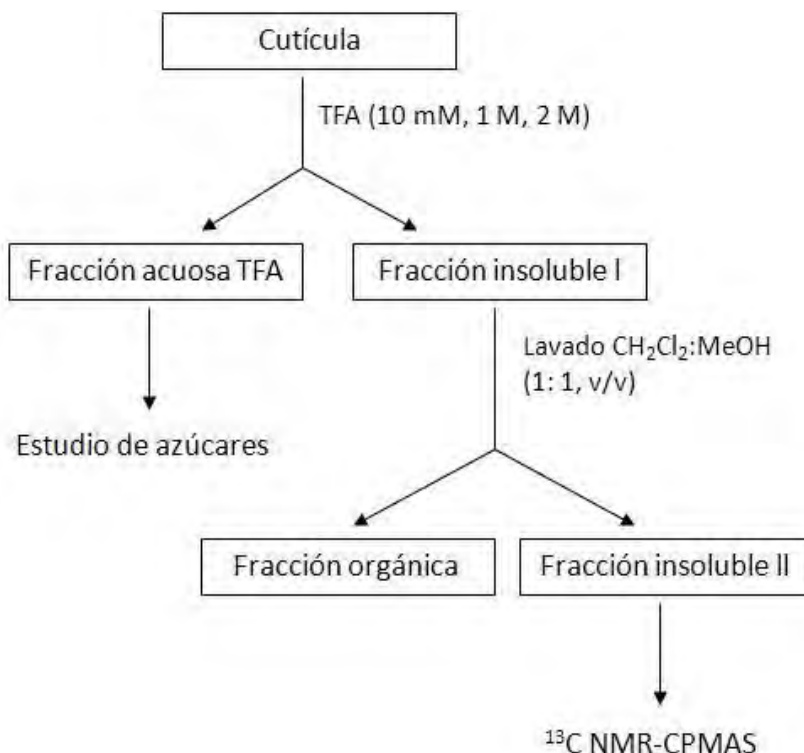 Cutícula
TFA (10 mM, 1 M, 2 M)
Fracción acuosa TFA
Fracción insoluble I
Lavado CH₂Cl₂:MeOH
(1: 1, v/v)
Estudio de azúcares
Fracción orgánica
Fracción insoluble II
¹³C NMR-CPMAS